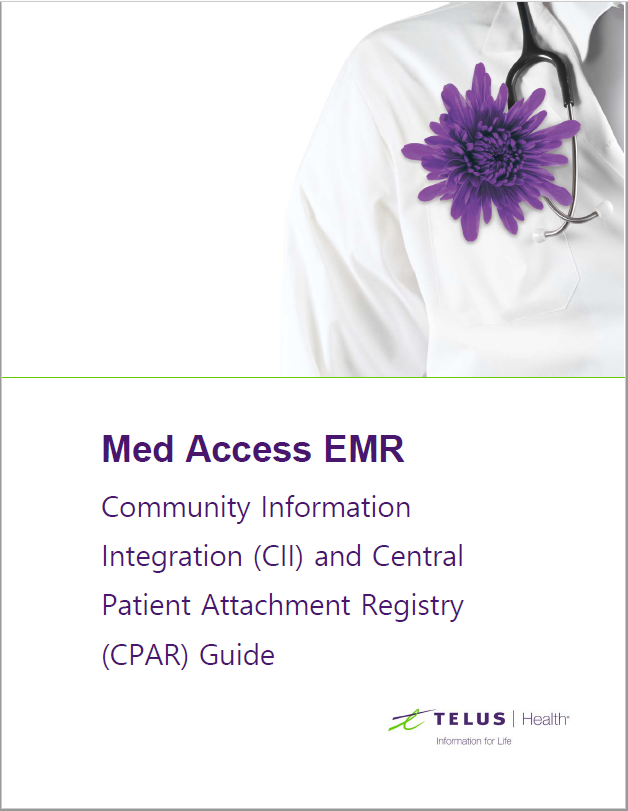 Med Access EMR
Community Information
Integration (CII) and Central
Patient Attachment Registry
(CPAR) Guide
TELUS Health
Information for Life